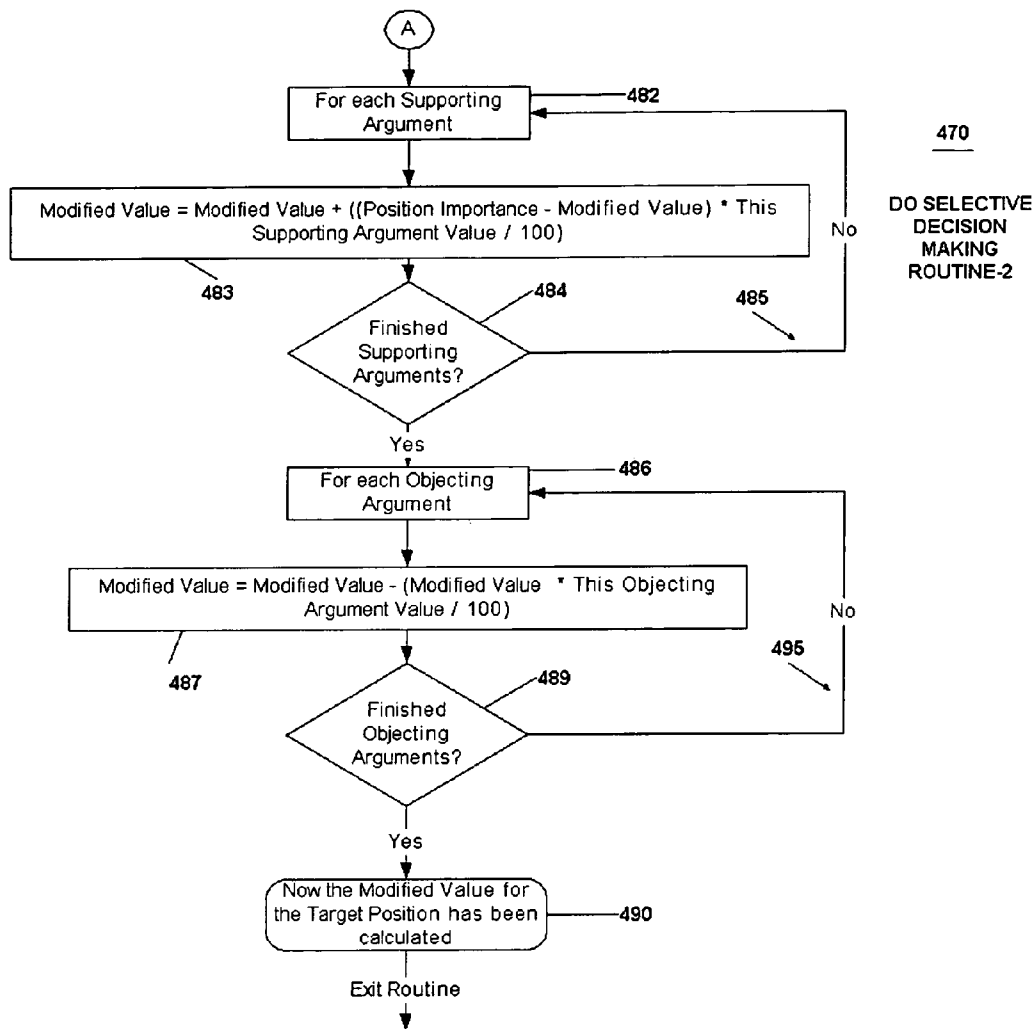 A
For each Supporting
Argument
482
470
DO SELECTIVE
DECISION
MAKING
ROUTINE-2
Modified Value = Modified Value + ((Position Importance - Modified Value) * This
Supporting Argument Value / 100)
No
483
484
485
Finished
Supporting
Arguments?
Yes
For each Objecting
Argument
486
Modified Value = Modified Value - (Modified Value * This Objecting
Argument Value / 100)
No
487
489
495
Finished
Objecting
Arguments?
Yes
Now the Modified Value for
the Target Position has been
calculated
490
Exit Routine